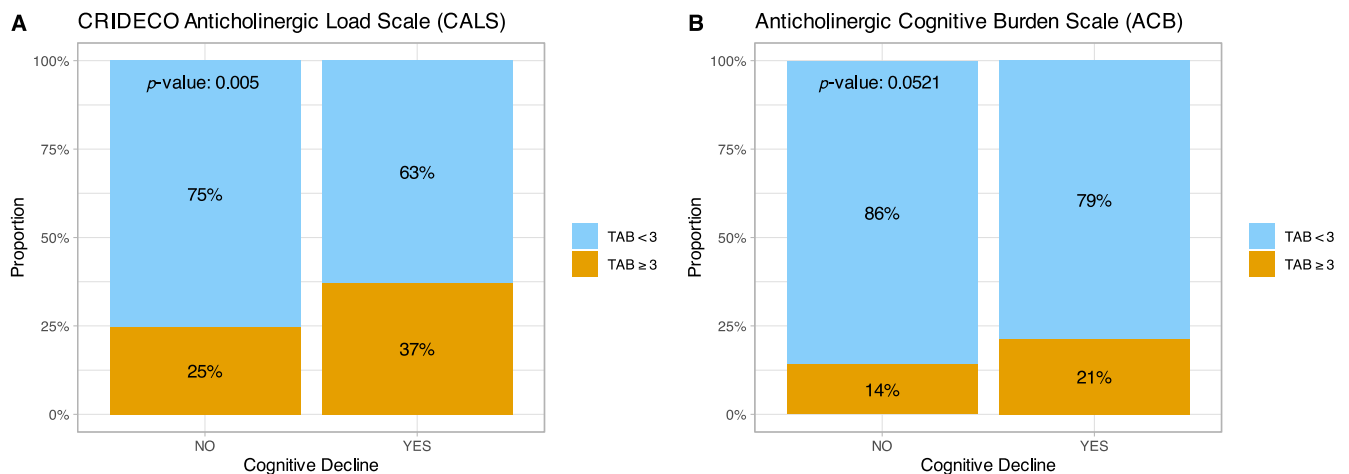 A
CRIDECO Anticholinergic Load Scale (CALS)
Proportion
100%
75%
50%
25%
0%
p-value: 0.005
75%
25%
63%
37%
NO
YES
Cognitive Decline
TAB < 3
TAB ≥ 3
B
Anticholinergic Cognitive Burden Scale (ACB)
Proportion
100%
75%
50%
25%
0%
p-value: 0.0521
86%
14%
79%
21%
NO
YES
Cognitive Decline
TAB < 3
TAB ≥ 3